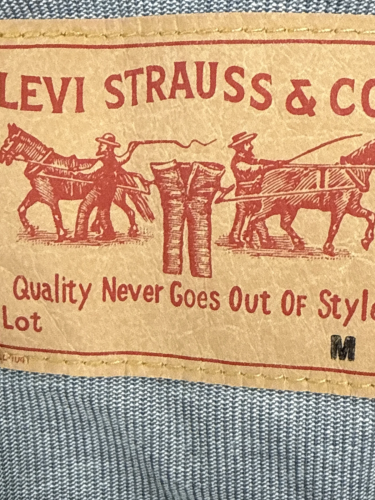 LEVI STRAUSS & CO
Quality Never Goes Out Of Style
Lot
M